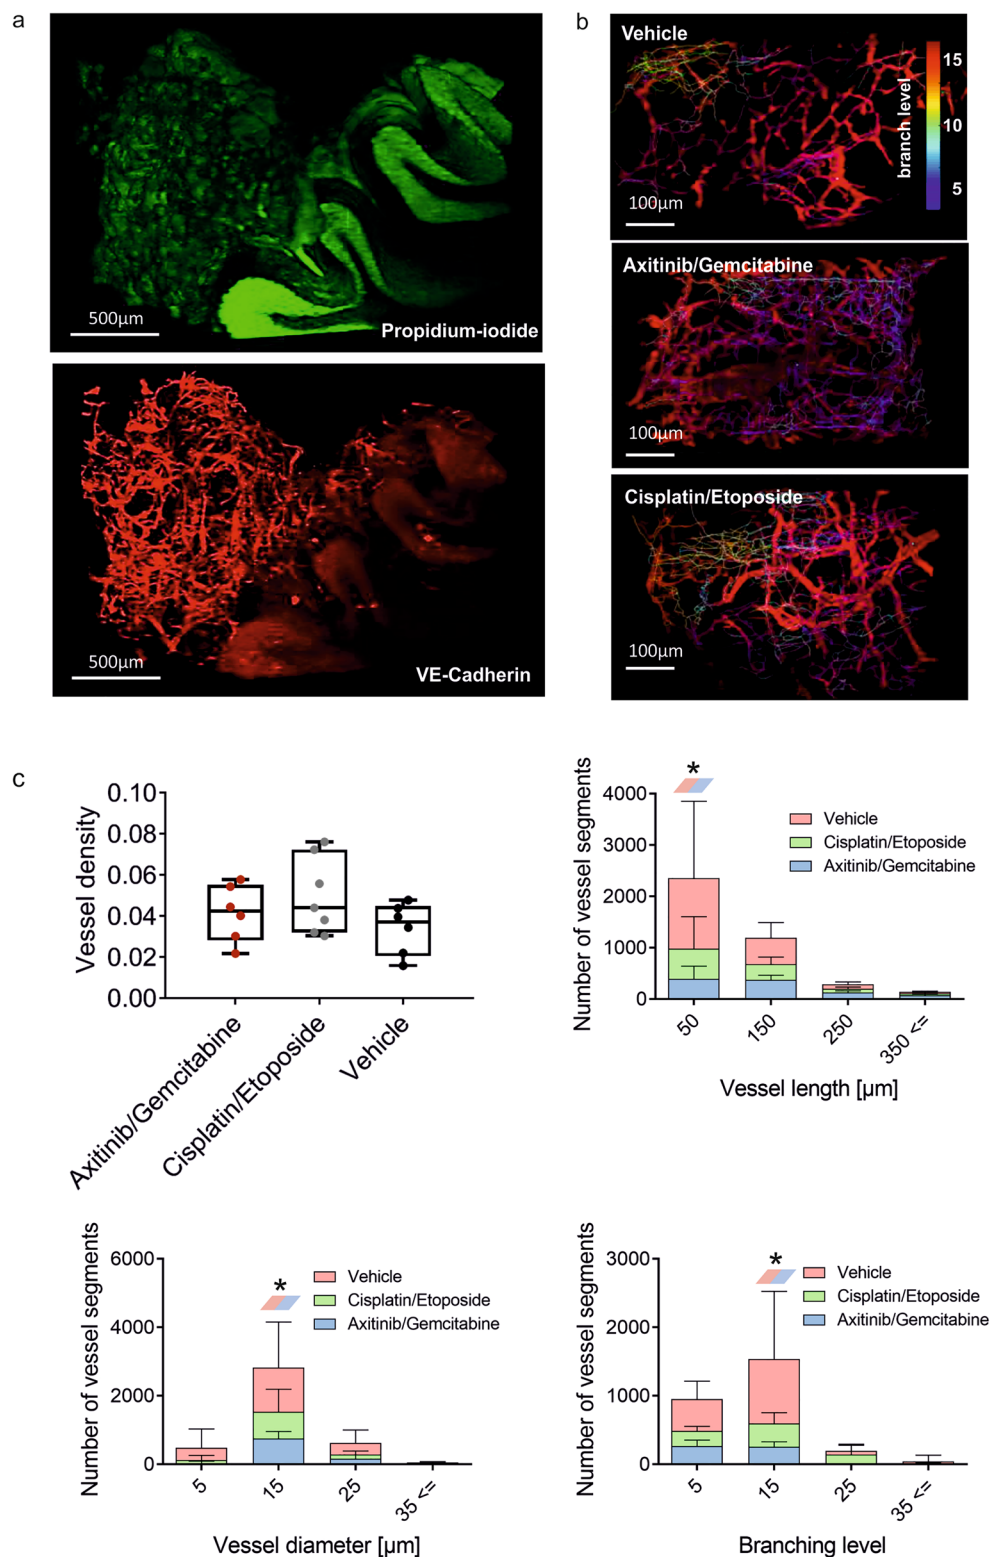 a
500µm
Propidium-iodide
500µm
VE-Cadherin
b
Vehicle
branch level
15
10
5
100µm
Axitinib/Gemcitabine
100µm
Cisplatin/Etoposide
100µm
c
Vessel density
0.10
0.08
0.06
0.04
0.02
0.00
Axitinib/Gemcitabine
Cisplatin/Etoposide
Vehicle
Number of vessel segments
4000
3000
2000
1000
0
*
Vehicle
Cisplatin/Etoposide
Axitinib/Gemcitabine
50
150
250
350 <=
Vessel length [µm]
Number of vessel segments
6000
4000
2000
0
*
Vehicle
Cisplatin/Etoposide
Axitinib/Gemcitabine
5
15
25
35 <=
Vessel diameter [µm]
Number of vessel segments
3000
2000
1000
0
*
Vehicle
Cisplatin/Etoposide
Axitinib/Gemcitabine
5
15
25
35 <=
Branching level